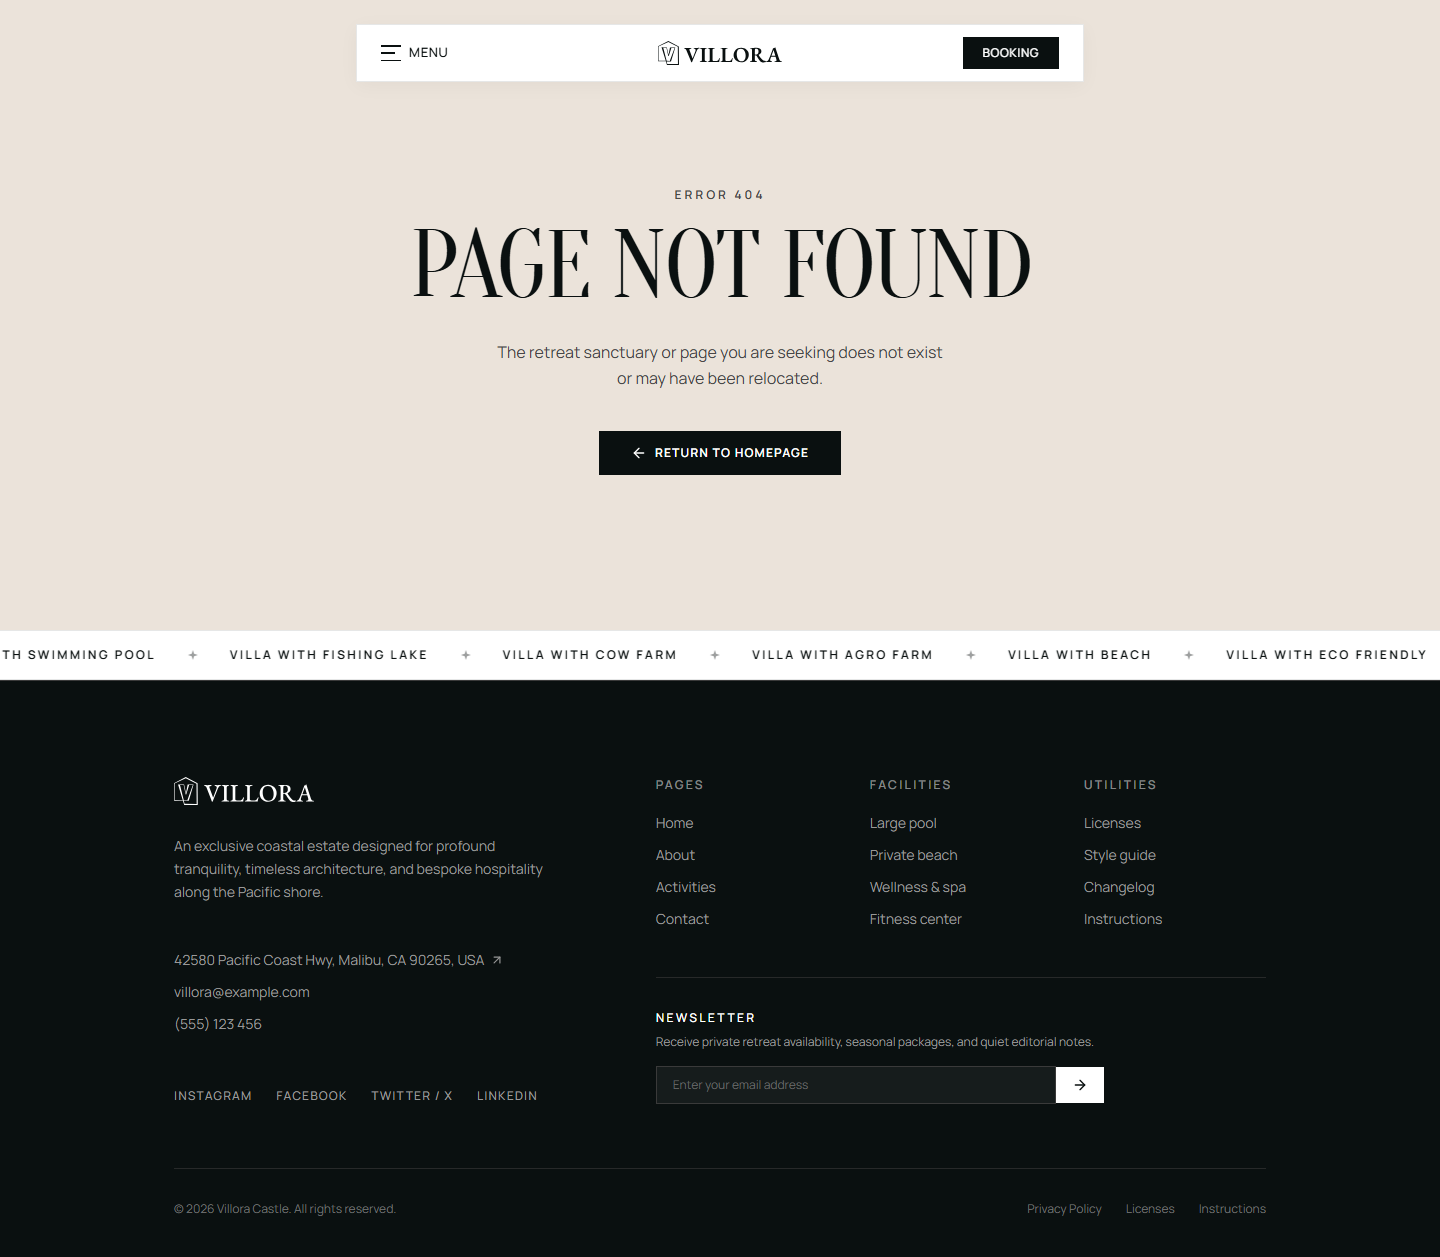 MENU
VILLORA
BOOKING
ERROR 404
PAGE NOT FOUND
The retreat sanctuary or page you are seeking does not exist
or may have been relocated.
RETURN TO HOMEPAGE
TH SWIMMING POOL
VILLA WITH FISHING LAKE
VILLA WITH COW FARM
VILLA WITH AGRO FARM
VILLA WITH BEACH
VILLA WITH ECO FRIENDLY
VILLORA
An exclusive coastal estate designed for profound
tranquility, timeless architecture, and bespoke hospitality
along the Pacific shore.
42580 Pacific Coast Hwy, Malibu, CA 90265, USA
villora@example.com
(555) 123 456
INSTAGRAM
FACEBOOK
TWITTER / X
LINKEDIN
PAGES
Home
About
Activities
Contact
FACILITIES
Large pool
Private beach
Wellness & spa
Fitness center
UTILITIES
Licenses
Style guide
Changelog
Instructions
NEWSLETTER
Receive private retreat availability, seasonal packages, and quiet editorial notes.
Enter your email address
© 2026 Villora Castle. All rights reserved.
Privacy Policy
Licenses
Instructions